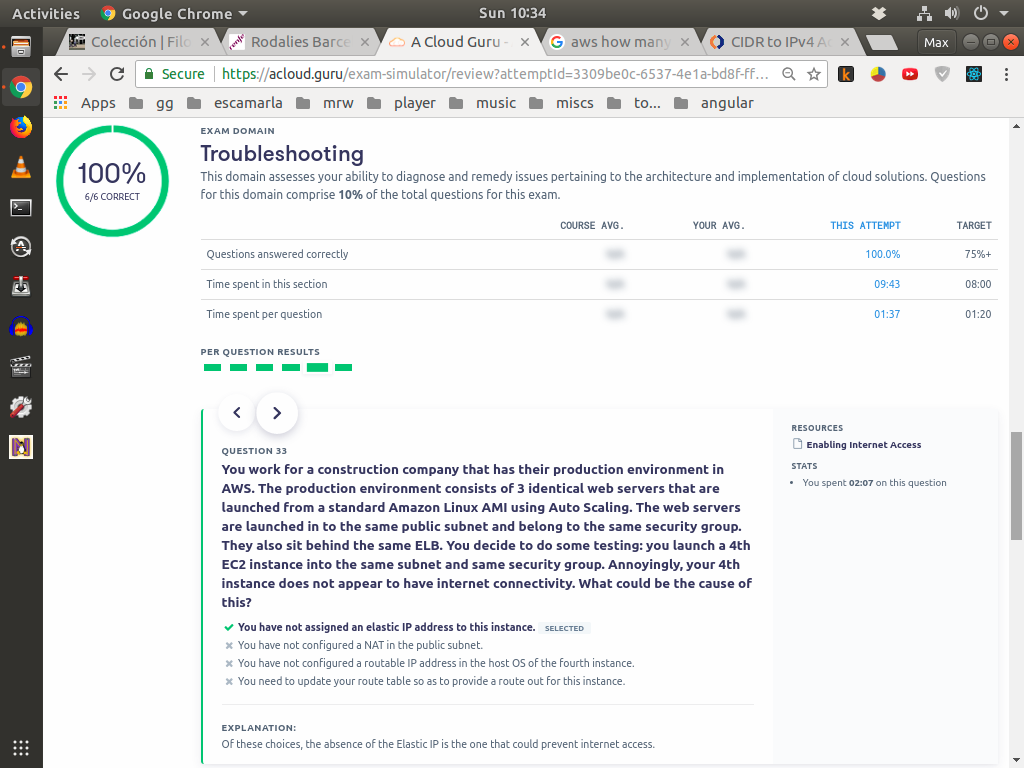 Activities
Google Chrome
Sun 10:34
Colección | Filo
Rodalies Barce
A Cloud Guru -
aws how many
CIDR to IPv4 A
Max
Secure
https://acloud.guru/exam-simulator/review?attemptId=3309be0c-6537-4e1a-bd8f-ff...
Apps
gg
escamarla
mrw
player
music
miscs
to...
angular
100%
6/6 CORRECT
EXAM DOMAIN
Troubleshooting
This domain assesses your ability to diagnose and remedy issues pertaining to the architecture and implementation of cloud solutions. Questions
for this domain comprise 10% of the total questions for this exam.
COURSE AVG. YOUR AVG. THIS ATTEMPT TARGET
Questions answered correctly 100.0% 75%+
Time spent in this section 09:43 08:00
Time spent per question 01:37 01:20
PER QUESTION RESULTS
QUESTION 33
You work for a construction company that has their production environment in
AWS. The production environment consists of 3 identical web servers that are
launched from a standard Amazon Linux AMI using Auto Scaling. The web servers
are launched in to the same public subnet and belong to the same security group.
They also sit behind the same ELB. You decide to do some testing: you launch a 4th
EC2 instance into the same subnet and same security group. Annoyingly, your 4th
instance does not appear to have internet connectivity. What could be the cause of
this?
You have not assigned an elastic IP address to this instance. SELECTED
You have not configured a NAT in the public subnet.
You have not configured a routable IP address in the host OS of the fourth instance.
You need to update your route table so as to provide a route out for this instance.
EXPLANATION:
Of these choices, the absence of the Elastic IP is the one that could prevent internet access.
RESOURCES
Enabling Internet Access
STATS
You spent 02:07 on this question